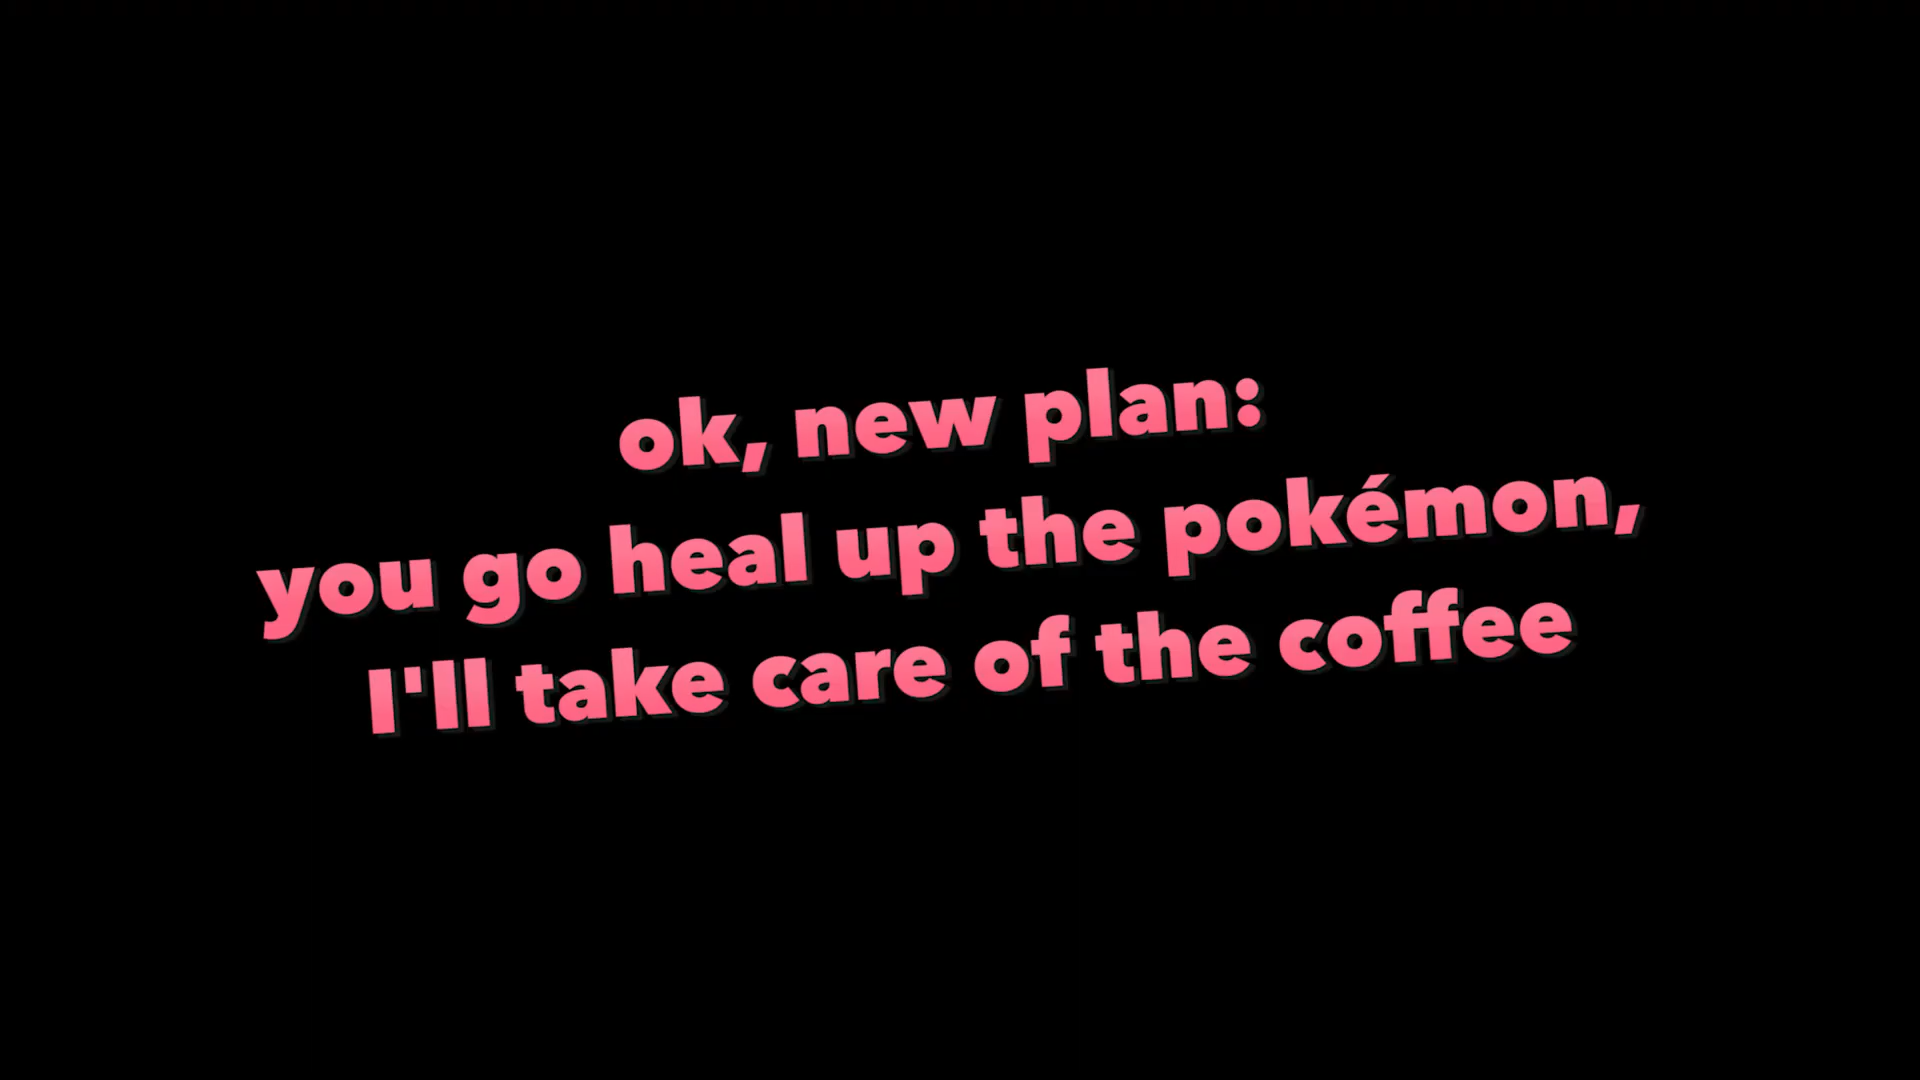 ok, new plan:
you go heal up the pokémon,
I'll take care of the coffee